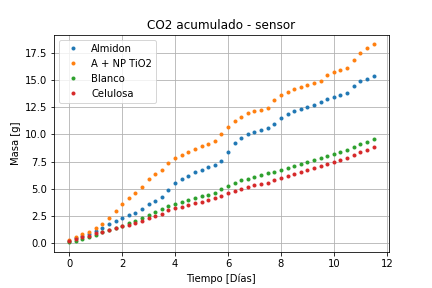 CO2 acumulado - sensor
Almidon
A + NP TiO2
Blanco
Celulosa
Masa [g]
17.5
15.0
12.5
10.0
7.5
5.0
2.5
0.0
0 2 4 6 8 10 12
Tiempo [Días]